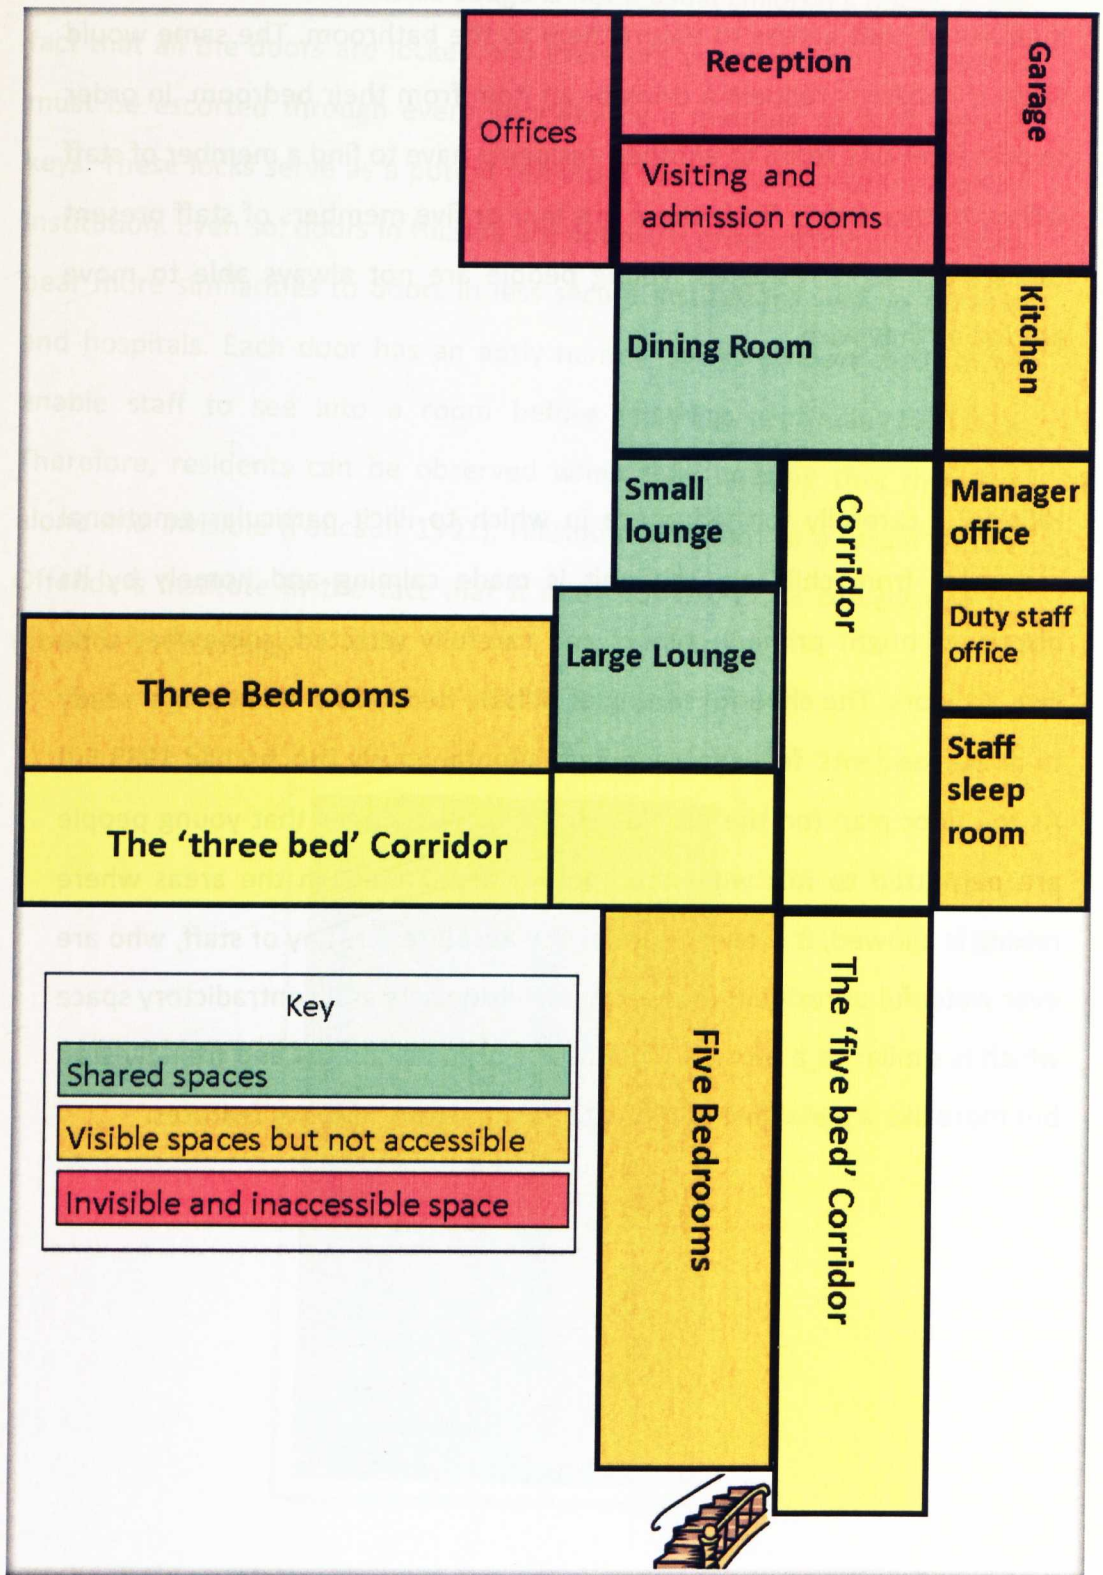 Offices
Reception
Garage
Visiting and
admission rooms
Dining Room
Kitchen
Small
lounge
Corridor
Manager
office
Large Lounge
Duty staff
office
Three Bedrooms
Staff
sleep
room
The ‘three bed’ Corridor
Five Bedrooms
The ‘five bed’ Corridor
Key
Shared spaces
Visible spaces but not accessible
Invisible and inaccessible space